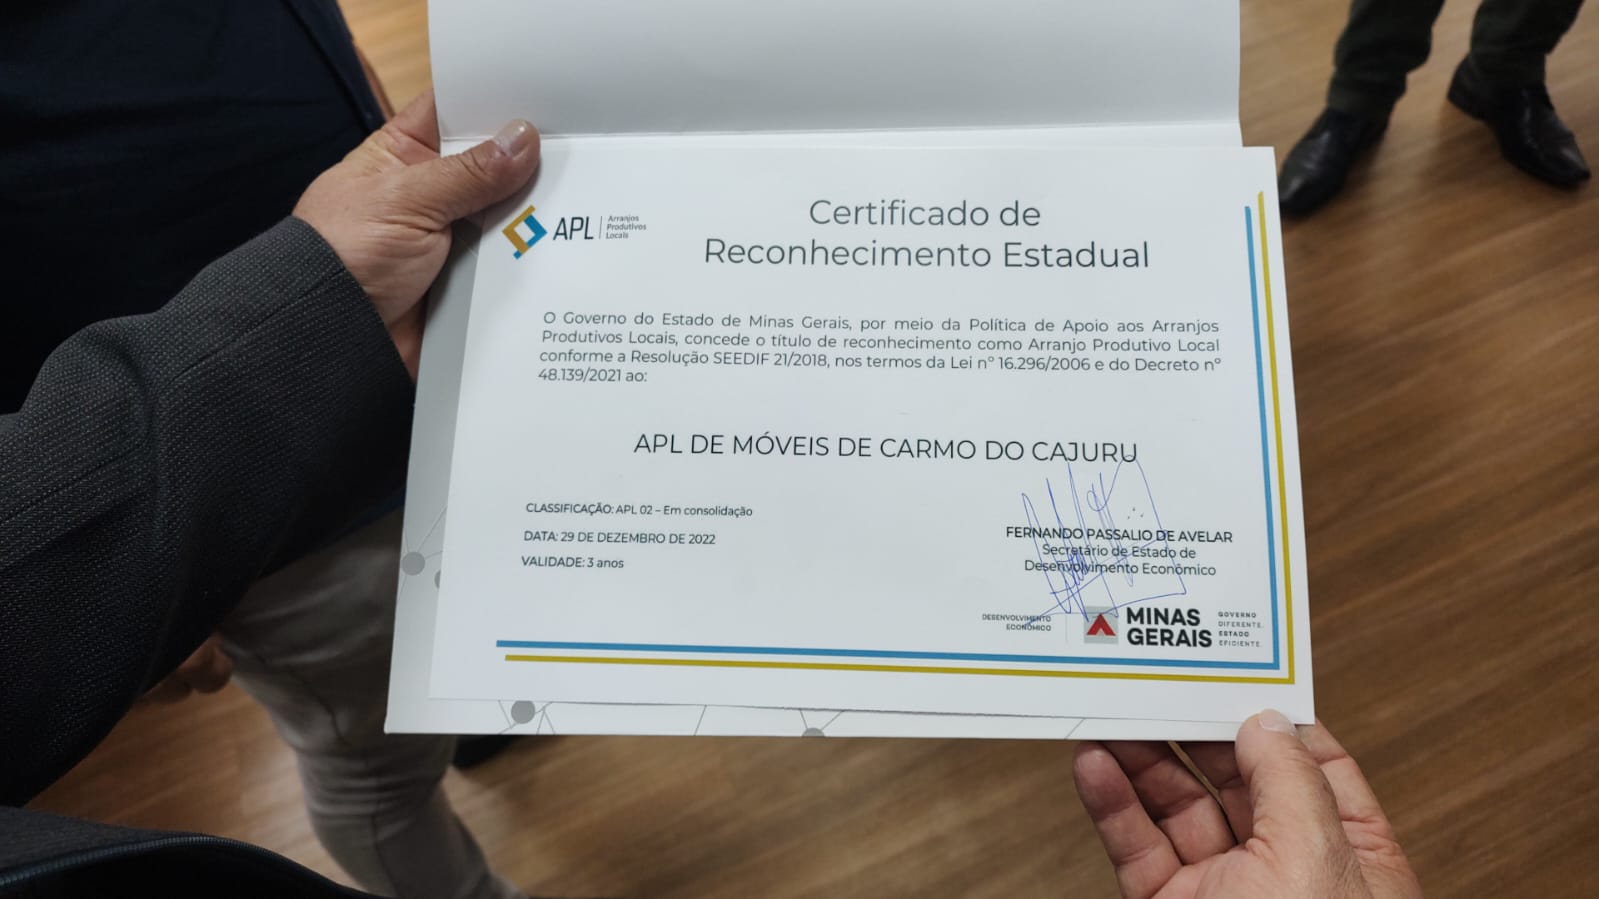 APL
Arranjos
Produtivos
Locais
Certificado de
Reconhecimento Estadual
O Governo do Estado de Minas Gerais, por meio da Política de Apoio aos Arranjos
Produtivos Locais, concede o título de reconhecimento como Arranjo Produtivo Local
conforme a Resolução SEEDIF 21/2018, nos termos da Lei nº 16.296/2006 e do Decreto nº
48.139/2021 ao:
APL DE MÓVEIS DE CARMO DO CAJURU
CLASSIFICAÇÃO: APL 02 – Em consolidação
DATA: 29 DE DEZEMBRO DE 2022
VALIDADE: 3 anos
FERNANDO PASSALIO DE AVELAR
Secretário de Estado de
Desenvolvimento Econômico
DESENVOLVIMENTO
ECONÔMICO
MINAS
GERAIS
GOVERNO
DIFERENTE.
ESTADO
EFICIENTE.